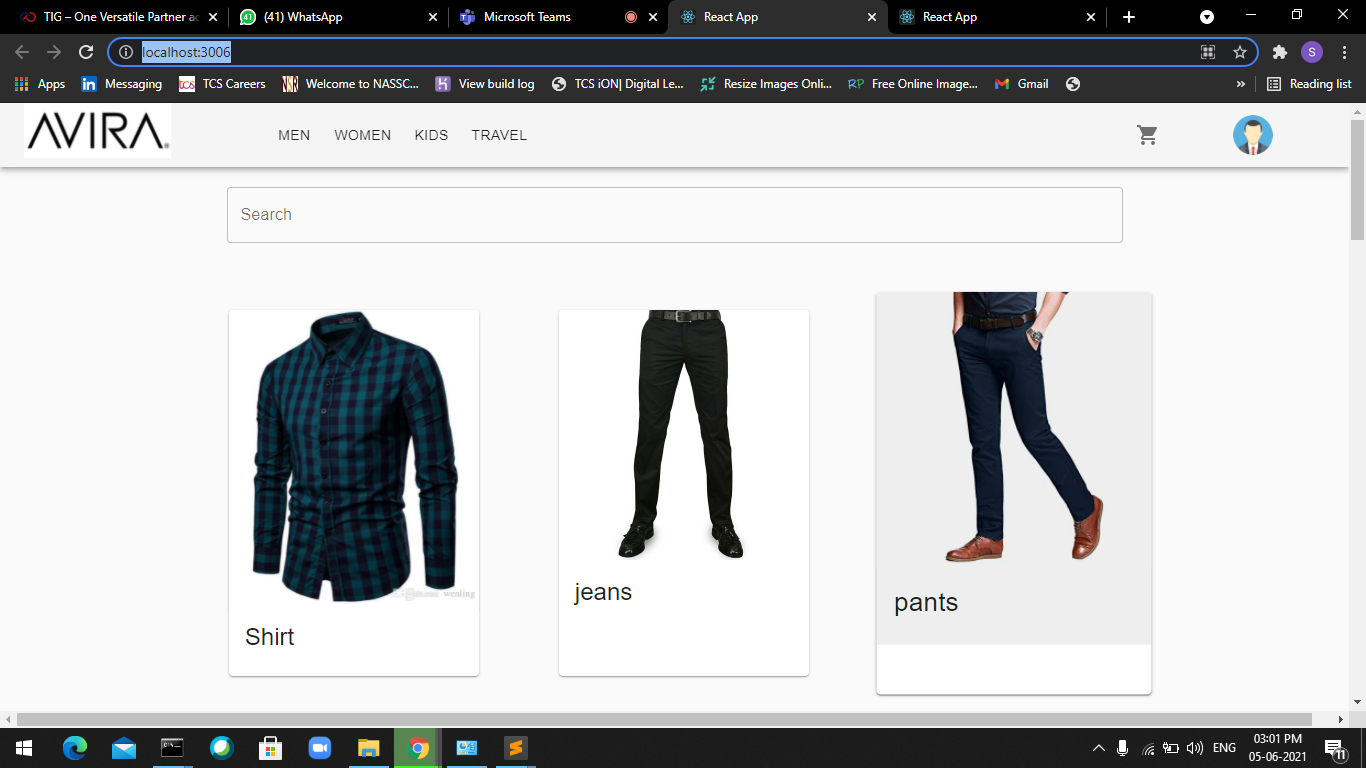 TIG – One Versatile Partner ac
(41) WhatsApp
Microsoft Teams
React App
React App
localhost:3006
Apps
Messaging
TCS Careers
Welcome to NASSC...
View build log
TCS iON| Digital Le...
Resize Images Onli...
Free Online Image...
Gmail
»
Reading list
AVIRA®
MEN
WOMEN
KIDS
TRAVEL
Search
Shirt
jeans
pants
ENG
03:01 PM
05-06-2021
11